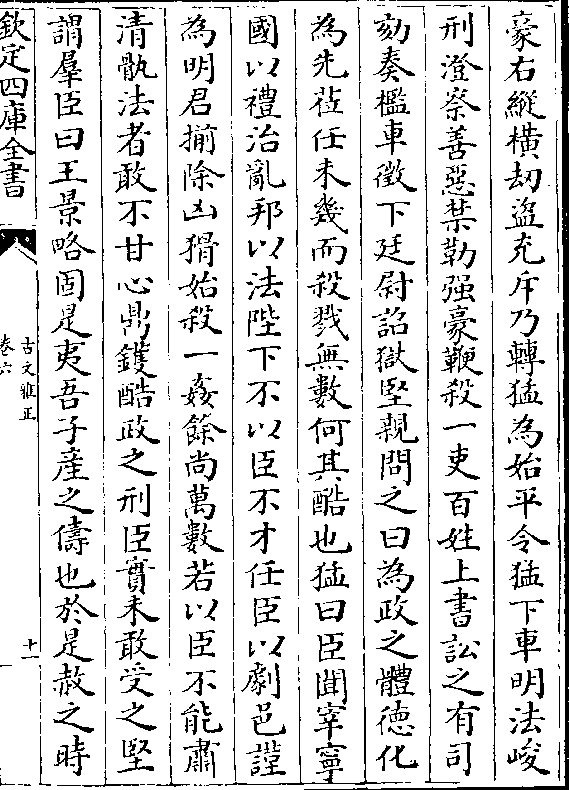 豪右縱横刧盜充斥乃轉猛為始平令猛下車明法峻
刑澄察善惡禁勒强豪鞭殺一吏百姓上書訟之有司
劾奏檻車徵下廷尉詔獄堅親問之曰為政之體德化
為先莅任未幾而殺戮無數何其酷也猛曰臣聞宰寧
國以禮治亂邦以法陛下不以臣不才任臣以劇邑謹
為明君揃除凶猾始殺一姦餘尚萬數若以臣不能肅
清執法者敢不甘心鼎鑊酷政之刑臣實未敢受之堅
謂羣臣曰王景略固是夷吾子産之儔也於是赦之時
欽定四庫全書
古文雅正
卷六
十一